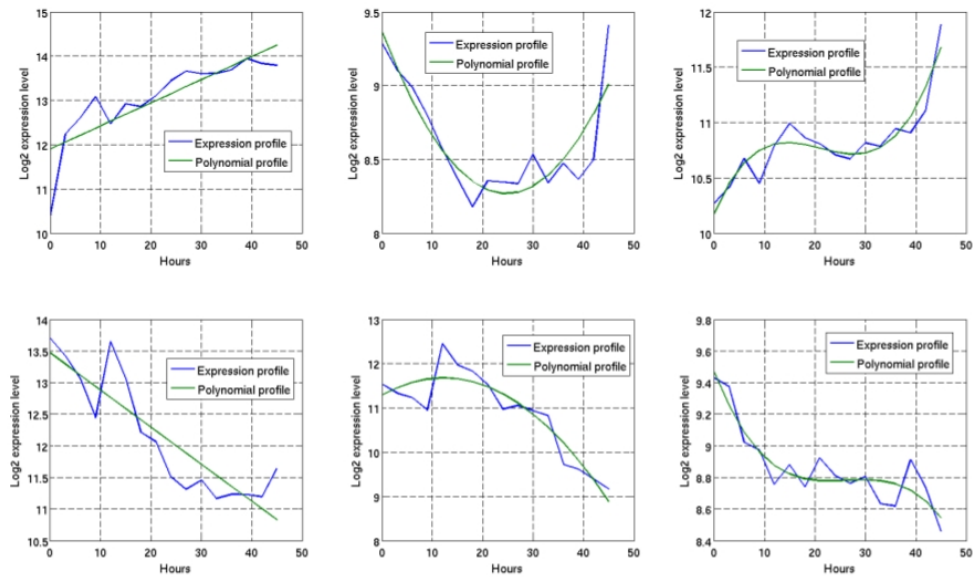 15
14
13
12
11
10
Log2 expression level
Expression profile
Polynomial profile
0 10 20 30 40 50
Hours
9.5
9
8.5
8
Log2 expression level
Expression profile
Polynomial profile
0 10 20 30 40 50
Hours
12
11.5
11
10.5
10
Log2 expression level
Expression profile
Polynomial profile
0 10 20 30 40 50
Hours
14
13.5
13
12.5
12
11.5
11
10.5
Log2 expression level
Expression profile
Polynomial profile
0 10 20 30 40 50
Hours
13
12
11
10
9
8
Log2 expression level
Expression profile
Polynomial profile
0 10 20 30 40 50
Hours
9.8
9.6
9.4
9.2
9
8.8
8.6
8.4
Log2 expression level
Expression profile
Polynomial profile
0 10 20 30 40 50
Hours